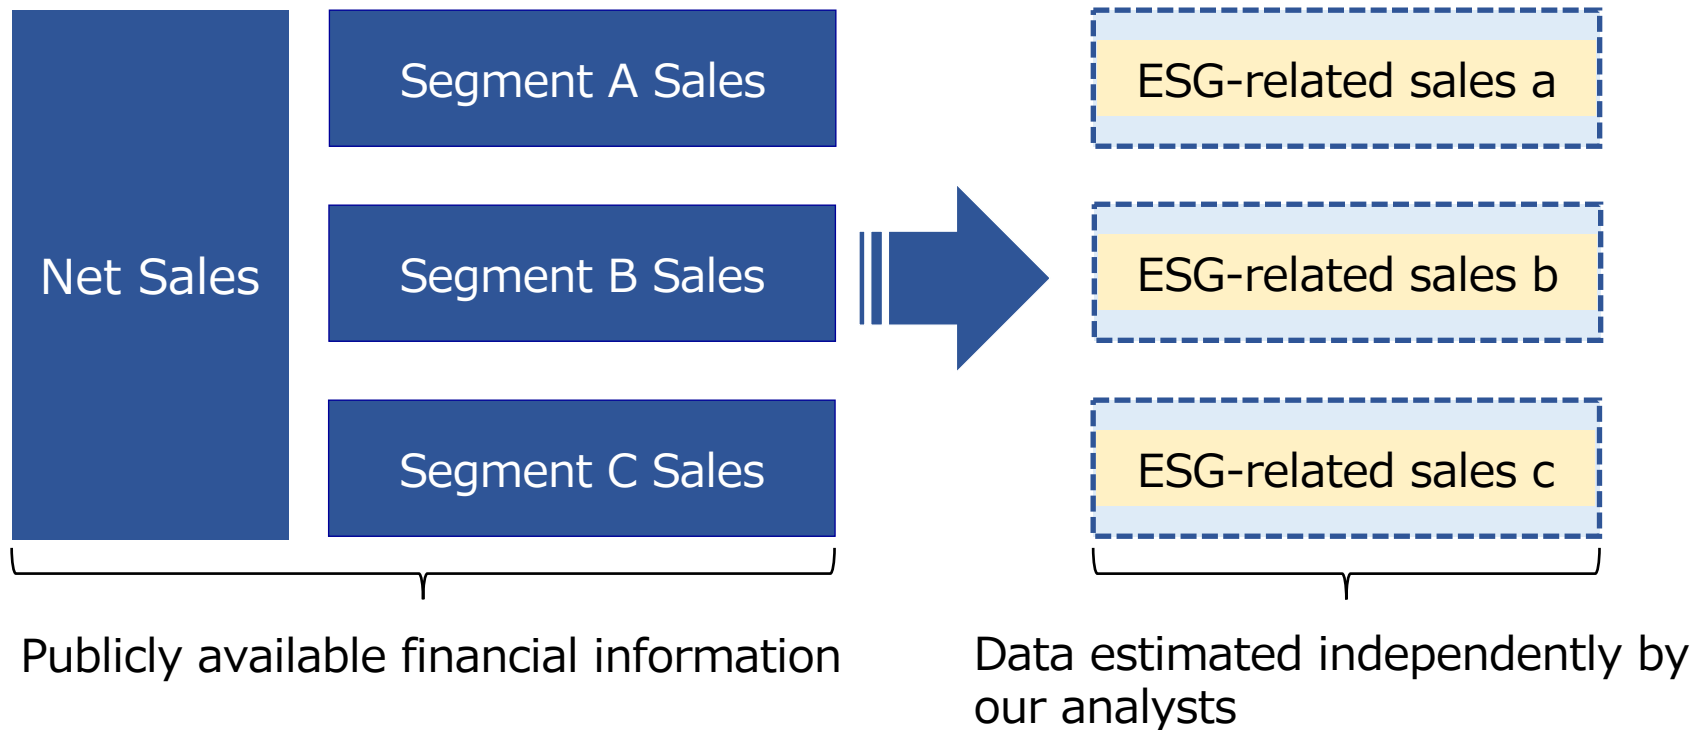 Net Sales
Segment A Sales
Segment B Sales
Segment C Sales
ESG-related sales a
ESG-related sales b
ESG-related sales c
Publicly available financial information
Data estimated independently by
our analysts